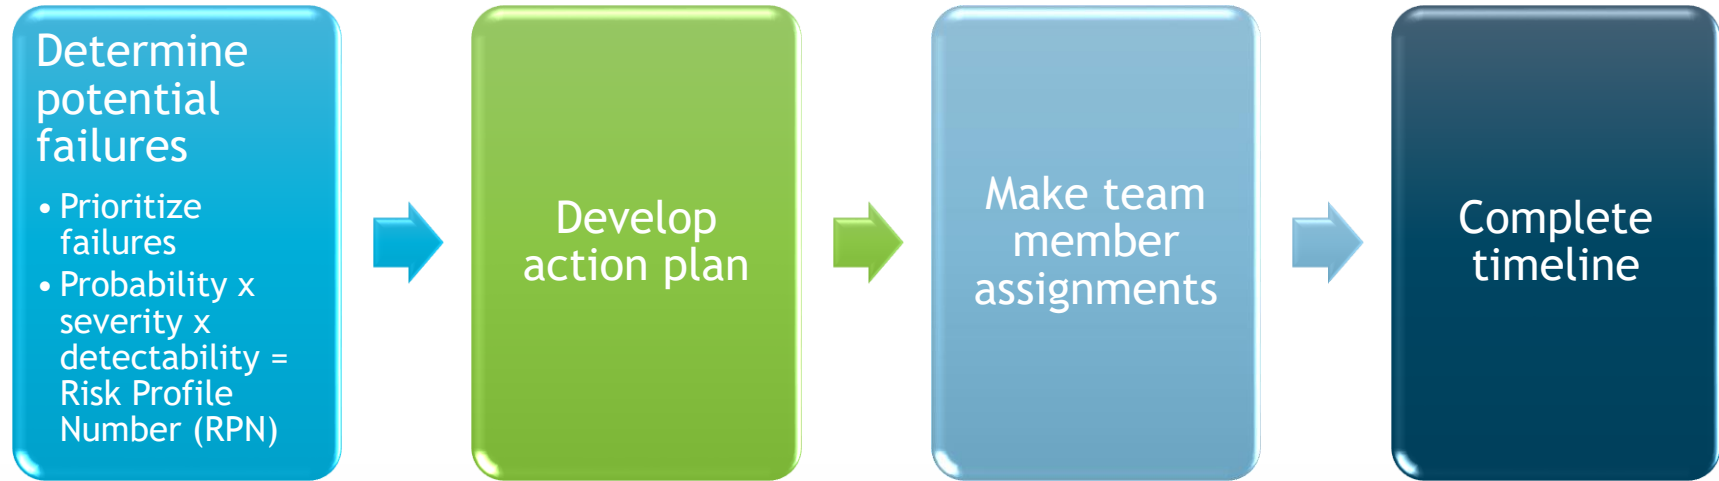 Determine
potential
failures
• Prioritize
failures
• Probability x
severity x
detectability =
Risk Profile
Number (RPN)
Develop
action plan
Make team
member
assignments
Complete
timeline